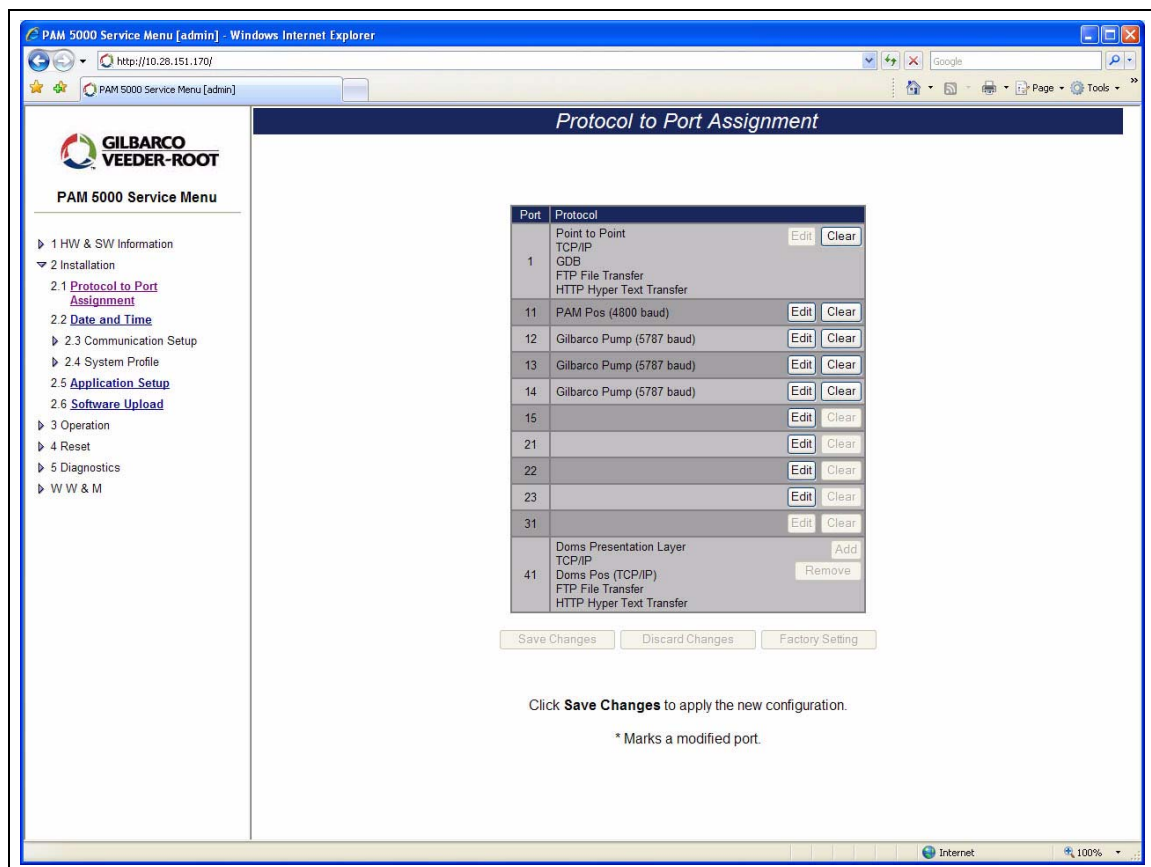 PAM 5000 Service Menu [admin] - Windows Internet Explorer
http://10.28.151.170/
Google
PAM 5000 Service Menu [admin]
Page
Tools
»
GILBARCO
VEEDER-ROOT
PAM 5000 Service Menu
1 HW & SW Information
2 Installation
2.1 Protocol to Port
Assignment
2.2 Date and Time
2.3 Communication Setup
2.4 System Profile
2.5 Application Setup
2.6 Software Upload
3 Operation
4 Reset
5 Diagnostics
W W & M
Protocol to Port Assignment
Port Protocol
Point to Point Edit Clear
TCP/IP
1 GDB
FTP File Transfer
HTTP Hyper Text Transfer
11 PAM Pos (4800 baud) Edit Clear
12 Gilbarco Pump (5787 baud) Edit Clear
13 Gilbarco Pump (5787 baud) Edit Clear
14 Gilbarco Pump (5787 baud) Edit Clear
15 Edit Clear
21 Edit Clear
22 Edit Clear
23 Edit Clear
31 Edit Clear
Doms Presentation Layer Add
TCP/IP
41 Doms Pos (TCP/IP) Remove
FTP File Transfer
HTTP Hyper Text Transfer
Save Changes Discard Changes Factory Setting
Click Save Changes to apply the new configuration.
* Marks a modified port.
Internet 100%